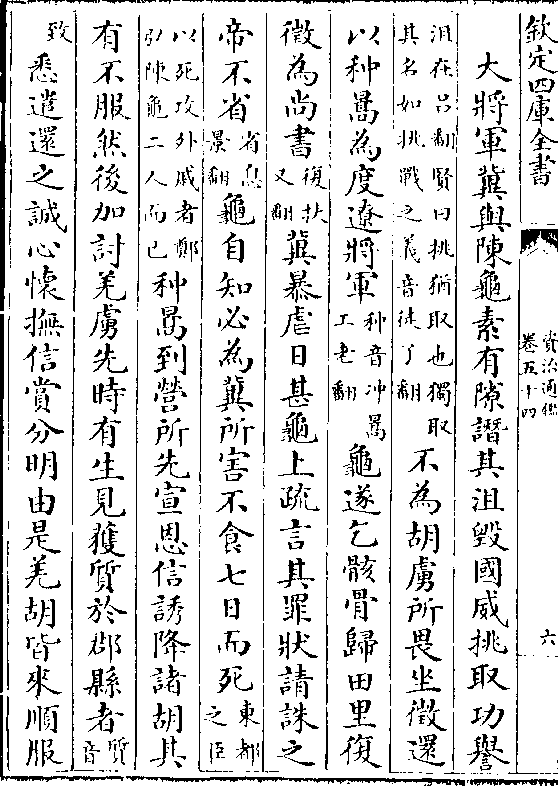 欽定四庫全書
資治通鑑
卷五十四
六
大將軍冀與陳龜素有隙譖其沮毀國威挑取功譽
沮在呂翻賢曰挑猶取也獨取
其名如挑戰之義音徒了翻
不為胡虜所畏坐徵還
以种暠為度遼將軍
种音冲暠
工老翻
龜遂乞骸骨歸田里復
徵為尚書
復扶
又翻
冀暴虐日甚龜上疏言其罪狀請誅之
帝不省
省悉
景翻
龜自知必為冀所害不食七日而死
東都
之臣
以死攻外戚者鄭
弘陳龜二人而已
种暠到營所先宣恩信誘降諸胡其
有不服然後加討羌虜先時有生見獲質於郡縣者
質
音
致
悉遣還之誠心懷撫信賞分明由是羌胡皆來順服